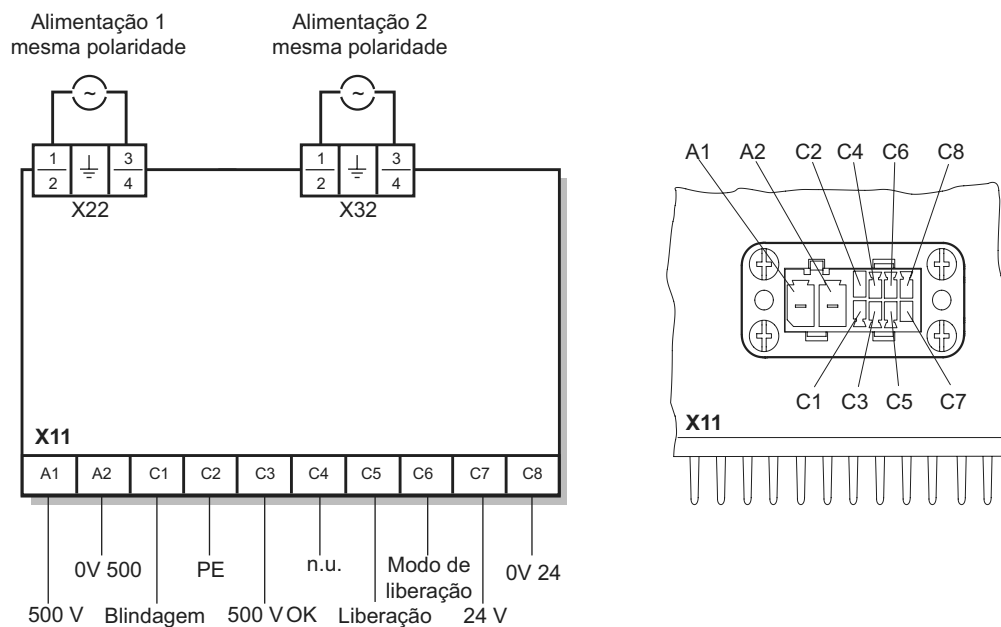 Alimentação 1
mesma polaridade
Alimentação 2
mesma polaridade
~
~
1
2
3
4
1
2
3
4
X22
X32
X11
A1 A2 C1 C2 C3 C4 C5 C6 C7 C8
0V 500
PE
n.u.
Modo de
liberação
0V 24
500 V
Blindagem
500 V OK
Liberação
24 V
A1 A2 C2 C4 C6 C8
C1 C3 C5 C7
X11